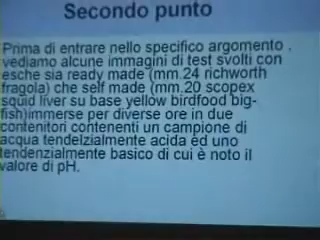 Secondo punto
Prima di entrare nello specifico argomento ,
vediamo alcune immagini di test svolti con
esche sia ready made (mm.24 richworth
fragola) che self made (mm.20 scopex
squid liver su base yellow birdfood big-
fish)immerse per diverse ore in due
contenitori contenenti un campione di
acqua tendelzialmente acida ed uno
tendenzialmente basico di cui è noto il
valore di pH.